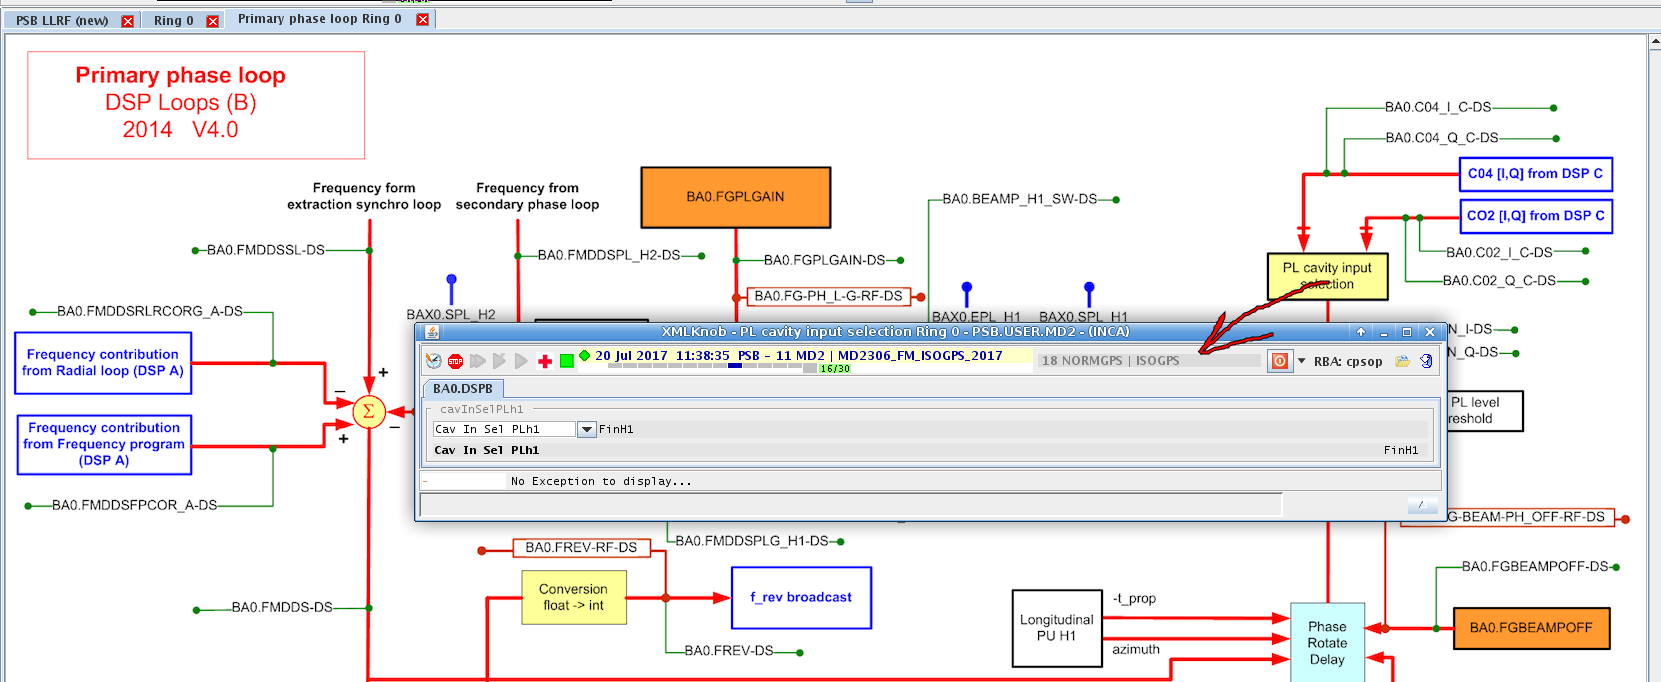 PSB LLRF (new)
Ring 0
Primary phase loop Ring 0
Primary phase loop
DSP Loops (B)
2014 V4.0
Frequency form
extraction synchro loop
Frequency from
secondary phase loop
BA0.FGPLGAIN
BA0.C04_I_C-DS
BA0.C04_Q_C-DS
C04 [I,Q] from DSP C
CO2 [I,Q] from DSP C
BA0.BEAMP_H1_SW-DS
BA0.FMDDSSL-DS
BA0.FMDDSPL_H2-DS
BA0.FGPLGAIN-DS
BA0.C02_I_C-DS
BA0.C02_Q_C-DS
PL cavity input
selection
BA0.FG-PH_L-G-RF-DS
BA0.FMDDSRLRCORG_A-DS
BAX0.SPL_H2
BAX0.EPL_H1
BAX0.SPL_H1
N_I-DS
N_Q-DS
XMLKnob - PL cavity input selection Ring 0 - PSB.USER.MD2 - (INCA)
STOP
20 Jul 2017 11:38:35 PSB - 11 MD2 | MD2306_FM_ISOGPS_2017
16/30
18 NORMGPS | ISOGPS
RBA: cpsop
BA0.DSPB
cavInSelPLh1
Cav In Sel PLh1
FinH1
Cav In Sel PLh1
FinH1
- No Exception to display...
Frequency contribution
from Radial loop (DSP A)
+
−
Σ
−
+
Frequency contribution
from Frequency program
(DSP A)
PL level
reshold
BA0.FMDDSFPCOR_A-DS
G-BEAM-PH_OFF-RF-DS
BA0.FMDDSPLG_H1-DS
BA0.FREV-RF-DS
BA0.FGBEAMPOFF-DS
Conversion
float -> int
f_rev broadcast
BA0.FMDDS-DS
BA0.FREV-DS
Longitudinal
PU H1
-t_prop
azimuth
Phase
Rotate
Delay
BA0.FGBEAMPOFF